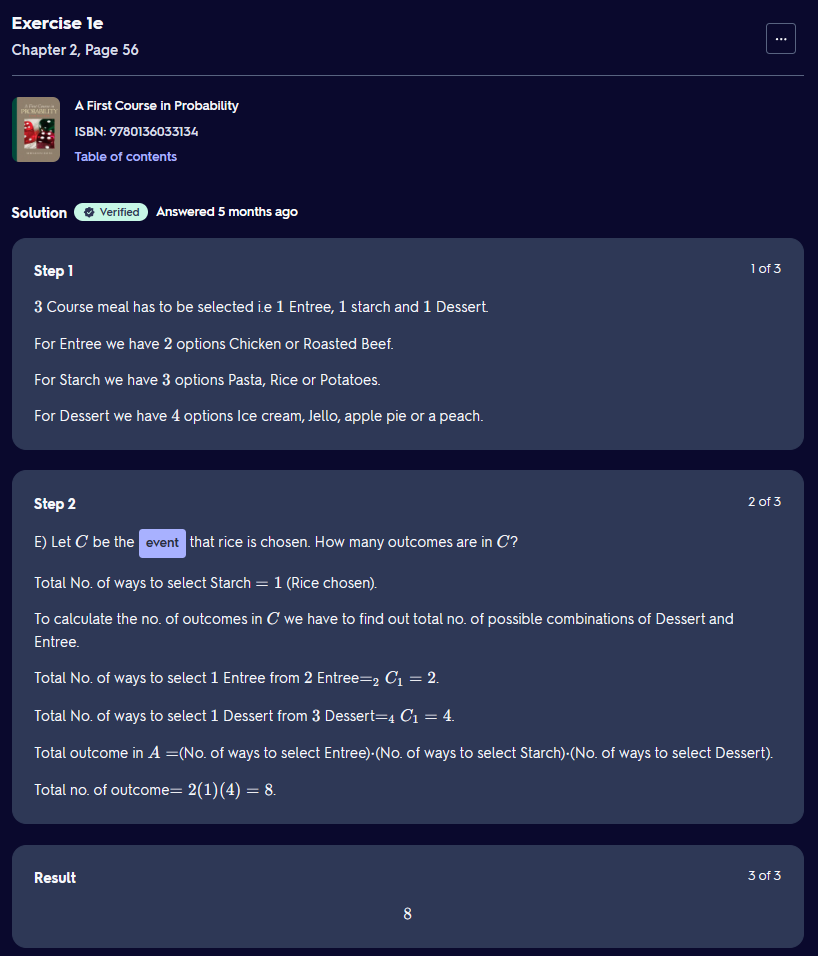 Exercise 1e
Chapter 2, Page 56
...
A First Course in
PROBABILITY
A First Course in Probability
ISBN: 9780136033134
Table of contents
Solution Verified Answered 5 months ago
Step 1 1 of 3
3 Course meal has to be selected i.e 1 Entree, 1 starch and 1 Dessert.
For Entree we have 2 options Chicken or Roasted Beef.
For Starch we have 3 options Pasta, Rice or Potatoes.
For Dessert we have 4 options Ice cream, Jello, apple pie or a peach.
Step 2 2 of 3
E) Let C be the event that rice is chosen. How many outcomes are in C?
Total No. of ways to select Starch = 1 (Rice chosen).
To calculate the no. of outcomes in C we have to find out total no. of possible combinations of Dessert and
Entree.
Total No. of ways to select 1 Entree from 2 Entree=₂ C₁ = 2.
Total No. of ways to select 1 Dessert from 3 Dessert=₄ C₁ = 4.
Total outcome in A =(No. of ways to select Entree)·(No. of ways to select Starch)·(No. of ways to select Dessert).
Total no. of outcome= 2(1)(4) = 8.
Result 3 of 3
8